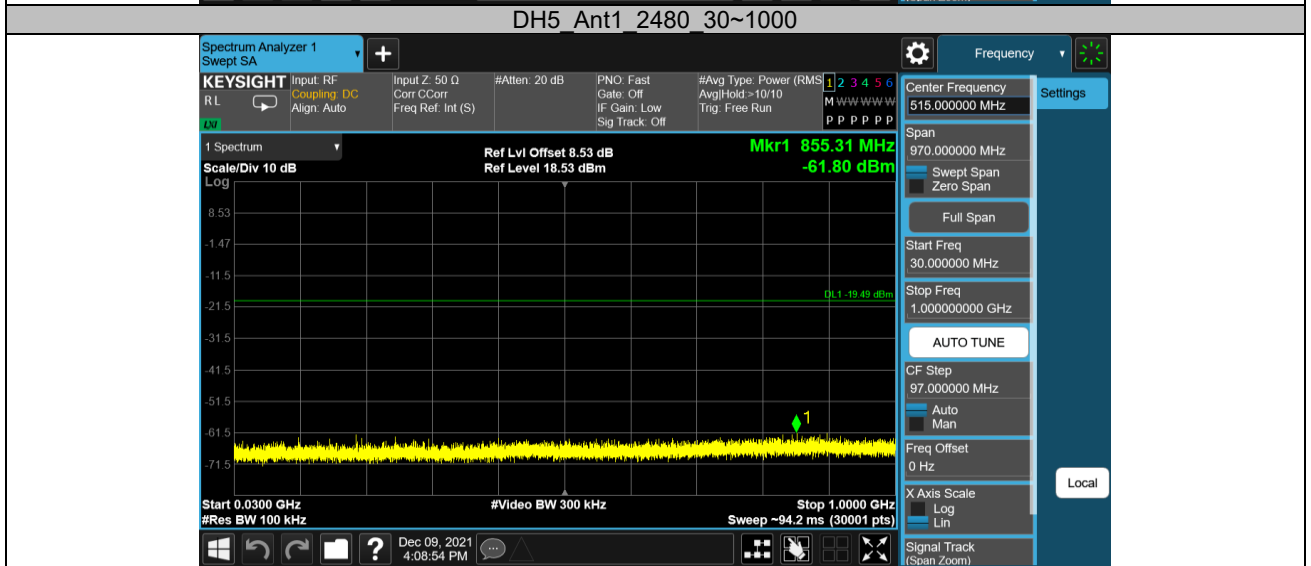 DH5_Ant1_2480_30~1000
Spectrum Analyzer 1
Swept SA
Frequency
KEYSIGHT
R L
LXI
Input: RF
Coupling: DC
Align: Auto
Input Z: 50 Ω
Corr CCorr
Freq Ref: Int (S)
#Atten: 20 dB
PNO: Fast
Gate: Off
IF Gain: Low
Sig Track: Off
#Avg Type: Power (RMS
Avg|Hold:>10/10
Trig: Free Run
1 2 3 4 5 6
M W W W W W
P P P P P P
1 Spectrum
Scale/Div 10 dB
Log
Ref Lvl Offset 8.53 dB
Ref Level 18.53 dBm
Mkr1 855.31 MHz
-61.80 dBm
8.53
-1.47
-11.5
-21.5
-31.5
-41.5
-51.5
-61.5
-71.5
DL1 -19.49 dBm
1
Start 0.0300 GHz
#Res BW 100 kHz
#Video BW 300 kHz
Stop 1.0000 GHz
Sweep ~94.2 ms (30001 pts)
Dec 09, 2021
4:08:54 PM
Center Frequency
515.000000 MHz
Span
970.000000 MHz
Swept Span
Zero Span
Full Span
Start Freq
30.000000 MHz
Stop Freq
1.000000000 GHz
AUTO TUNE
CF Step
97.000000 MHz
Auto
Man
Freq Offset
0 Hz
X Axis Scale
Log
Lin
Signal Track
(Span Zoom)
Settings
Local